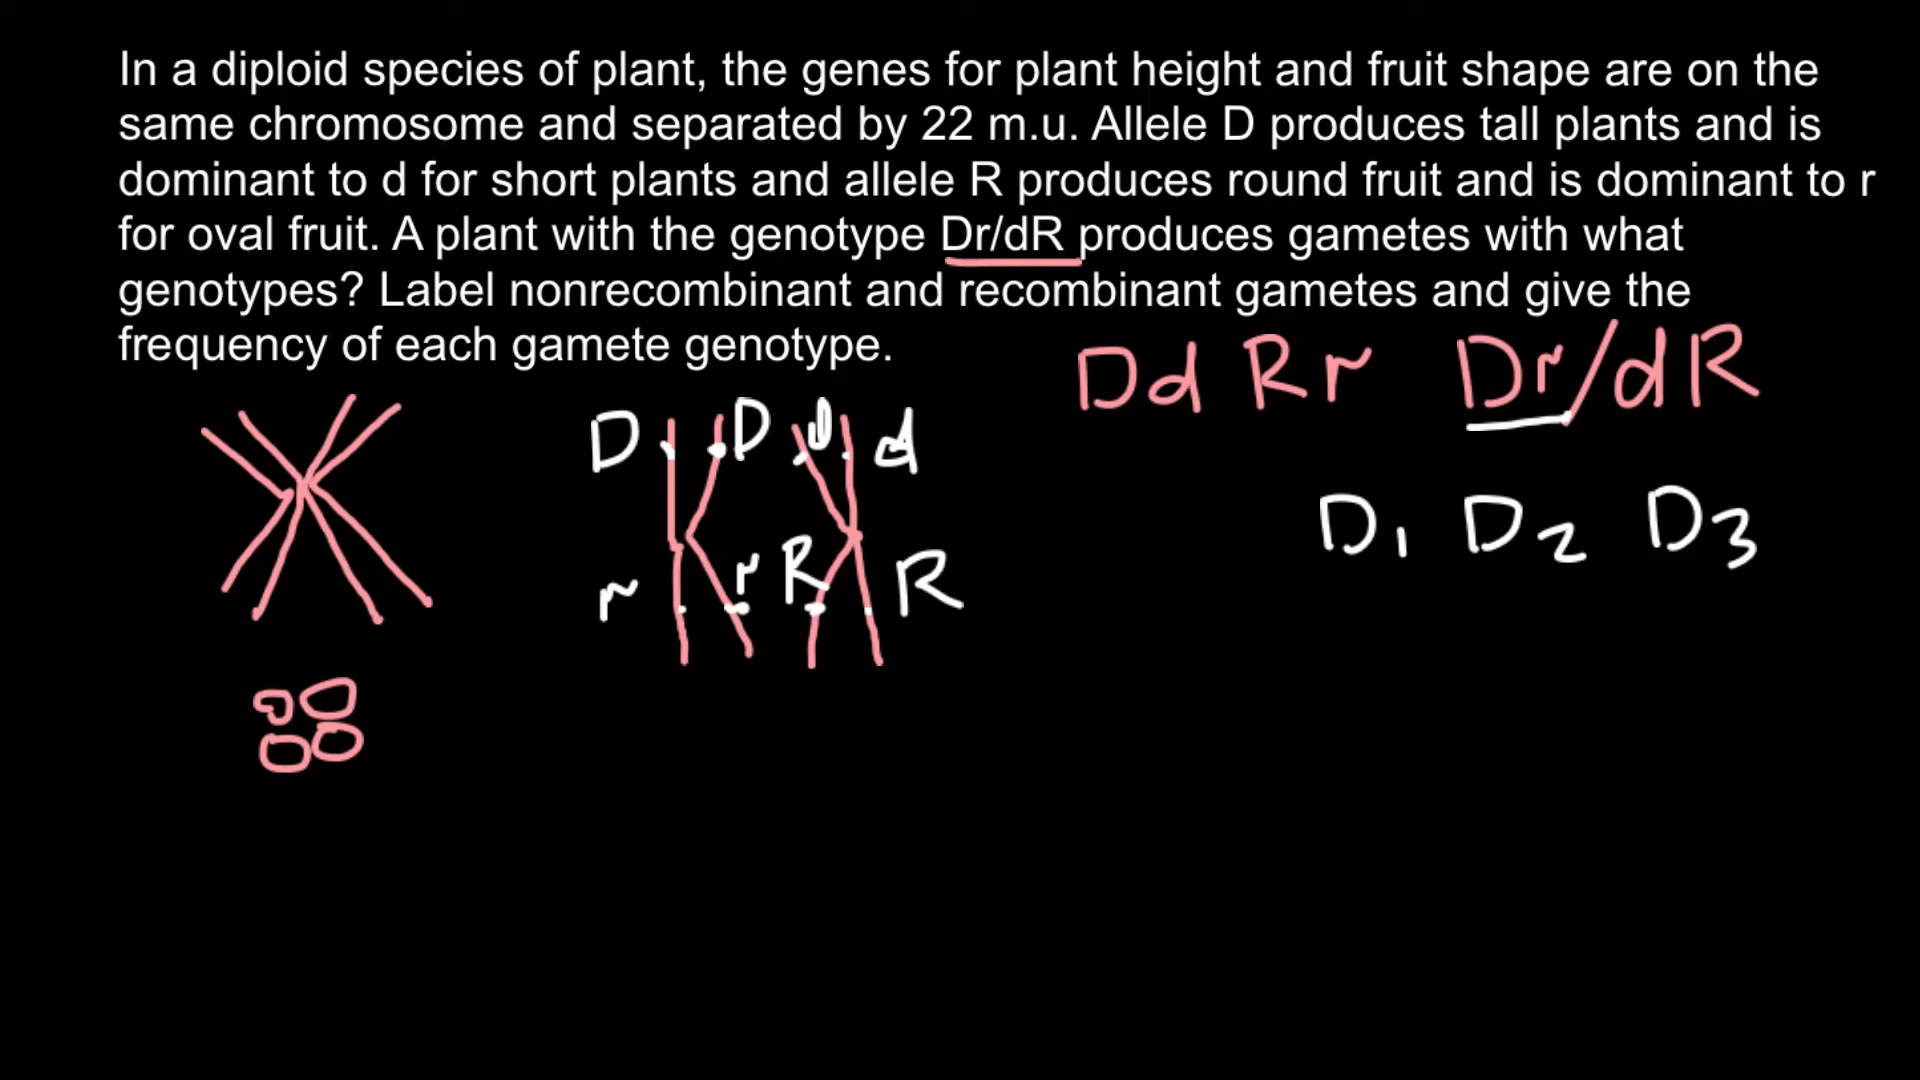 In a diploid species of plant, the genes for plant height and fruit shape are on the
same chromosome and separated by 22 m.u. Allele D produces tall plants and is
dominant to d for short plants and allele R produces round fruit and is dominant to r
for oval fruit. A plant with the genotype Dr/dR produces gametes with what
genotypes? Label nonrecombinant and recombinant gametes and give the
frequency of each gamete genotype.
Dd Rr Dr/dR
D D d
D1 D2 D3
r r R R